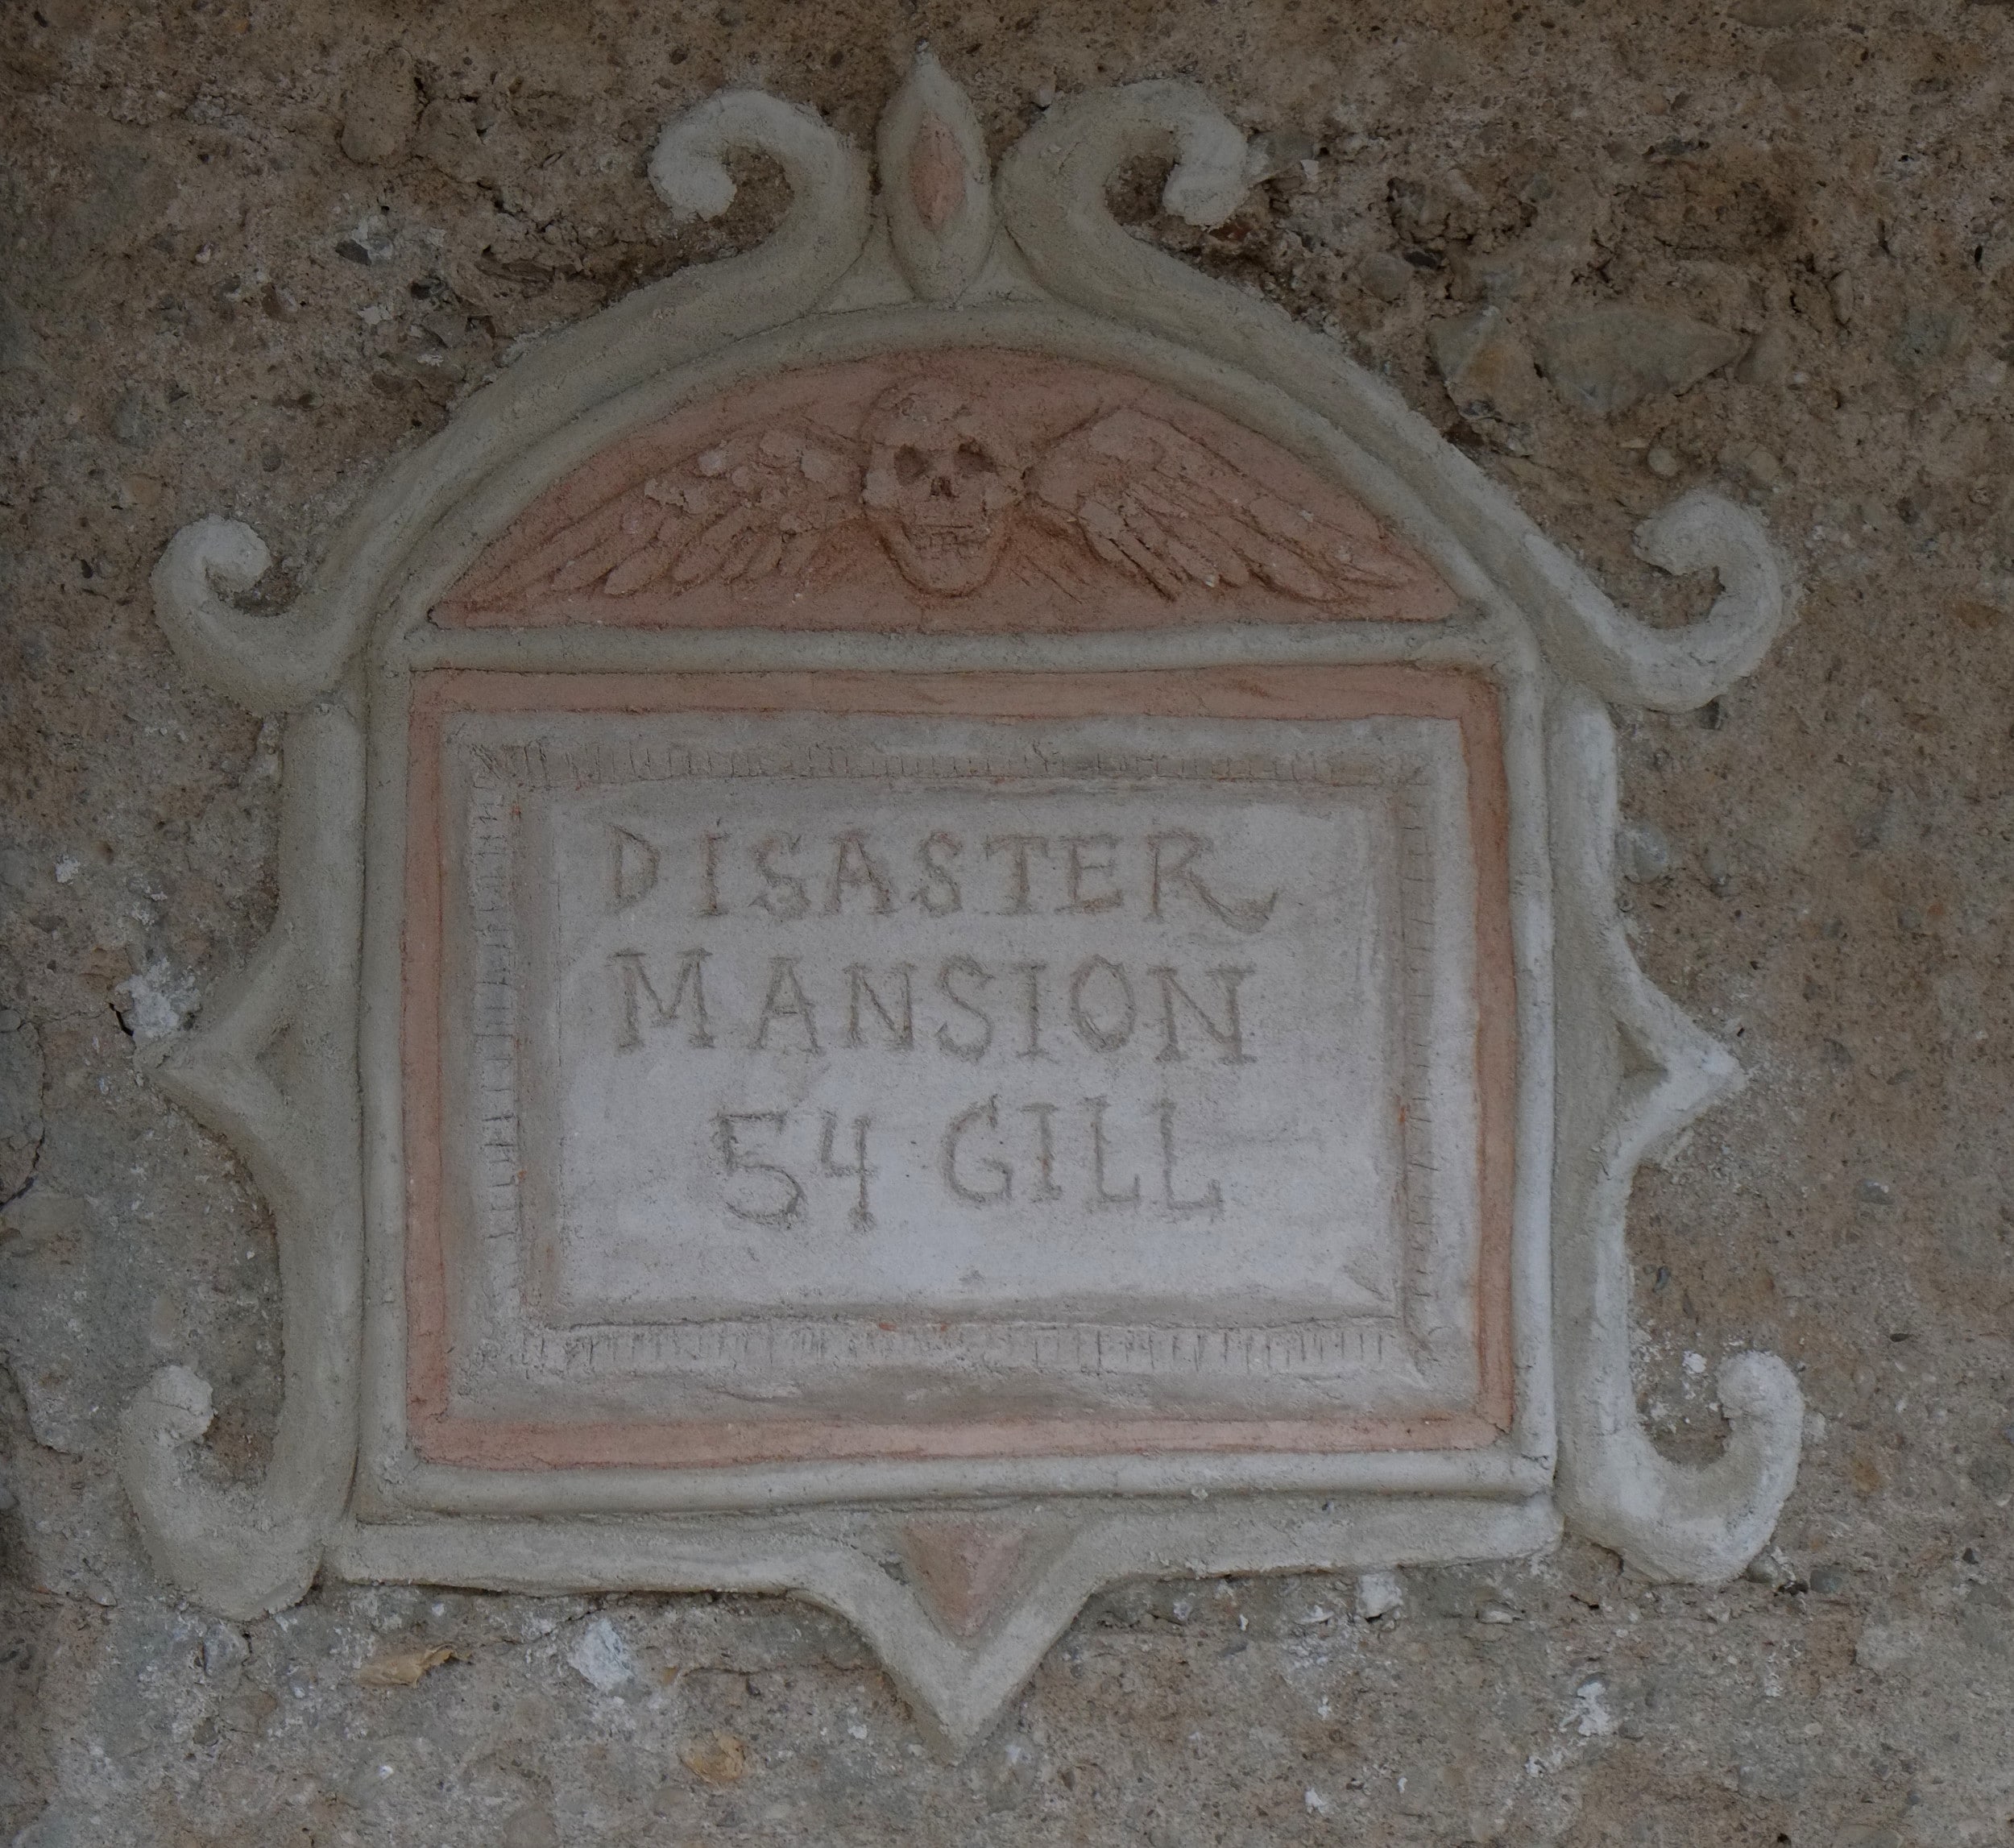 DISASTER
MANSION
54 GILL